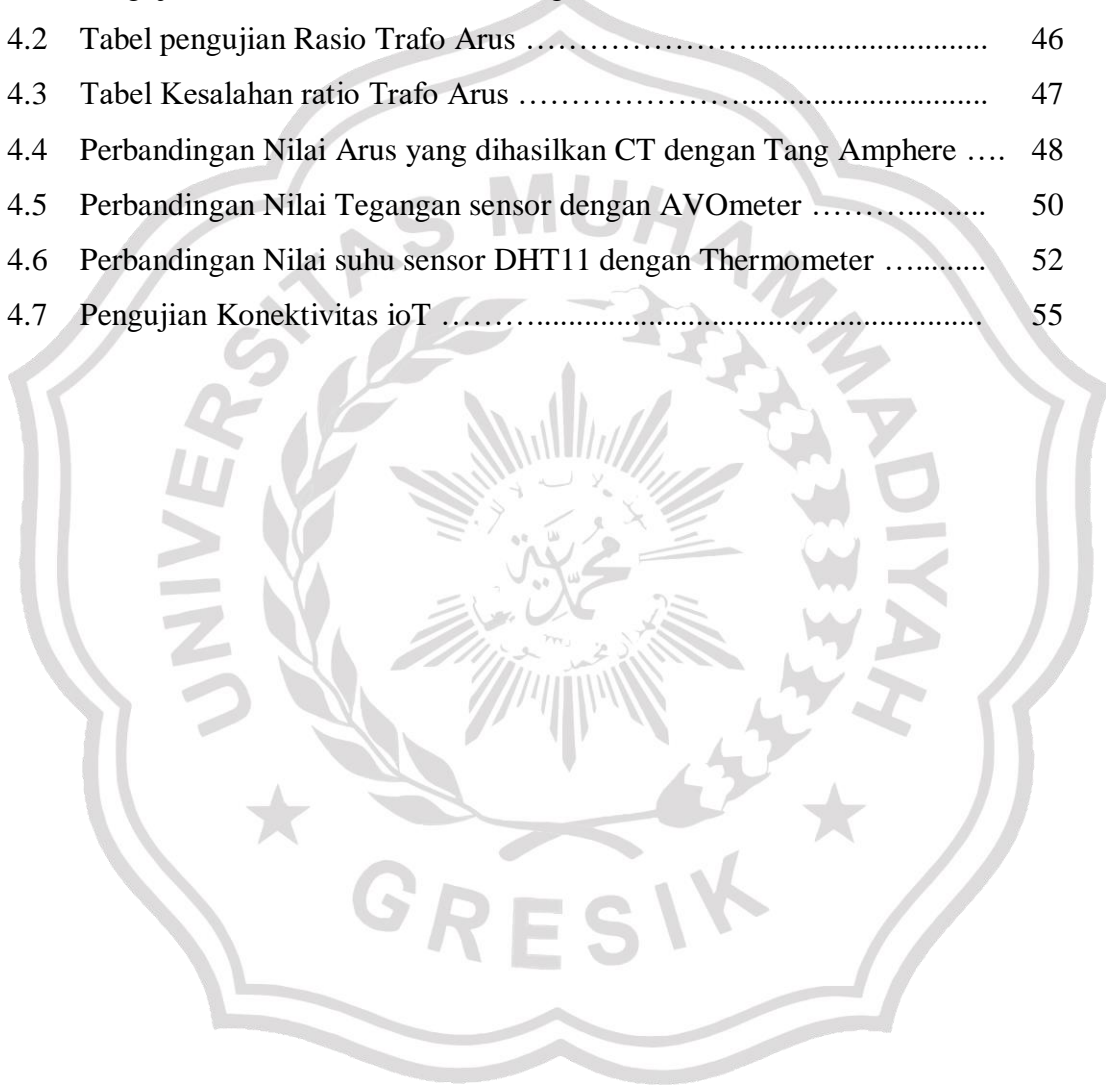 4.2 Tabel pengujian Rasio Trafo Arus …………………............................... 46
4.3 Tabel Kesalahan ratio Trafo Arus …………………............................... 47
4.4 Perbandingan Nilai Arus yang dihasilkan CT dengan Tang Amphere …. 48
4.5 Perbandingan Nilai Tegangan sensor dengan AVOmeter ………........... 50
4.6 Perbandingan Nilai suhu sensor DHT11 dengan Thermometer …......... 52
4.7 Pengujian Konektivitas ioT ………......................................................... 55
UNIVERSITAS MUHAMMADIYAH
GRESIK